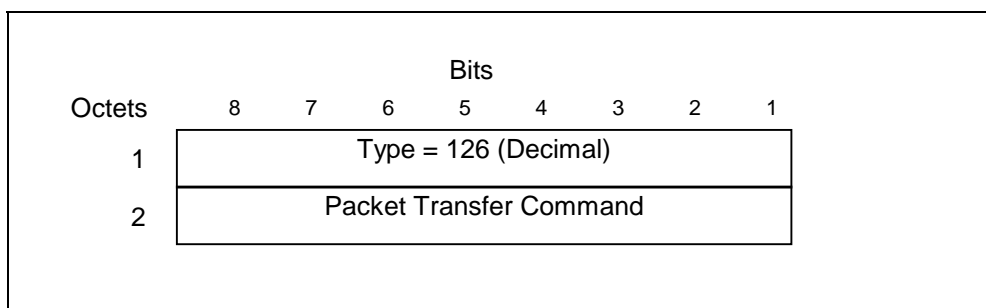 Bits
Octets 8 7 6 5 4 3 2 1
1 Type = 126 (Decimal)
2 Packet Transfer Command